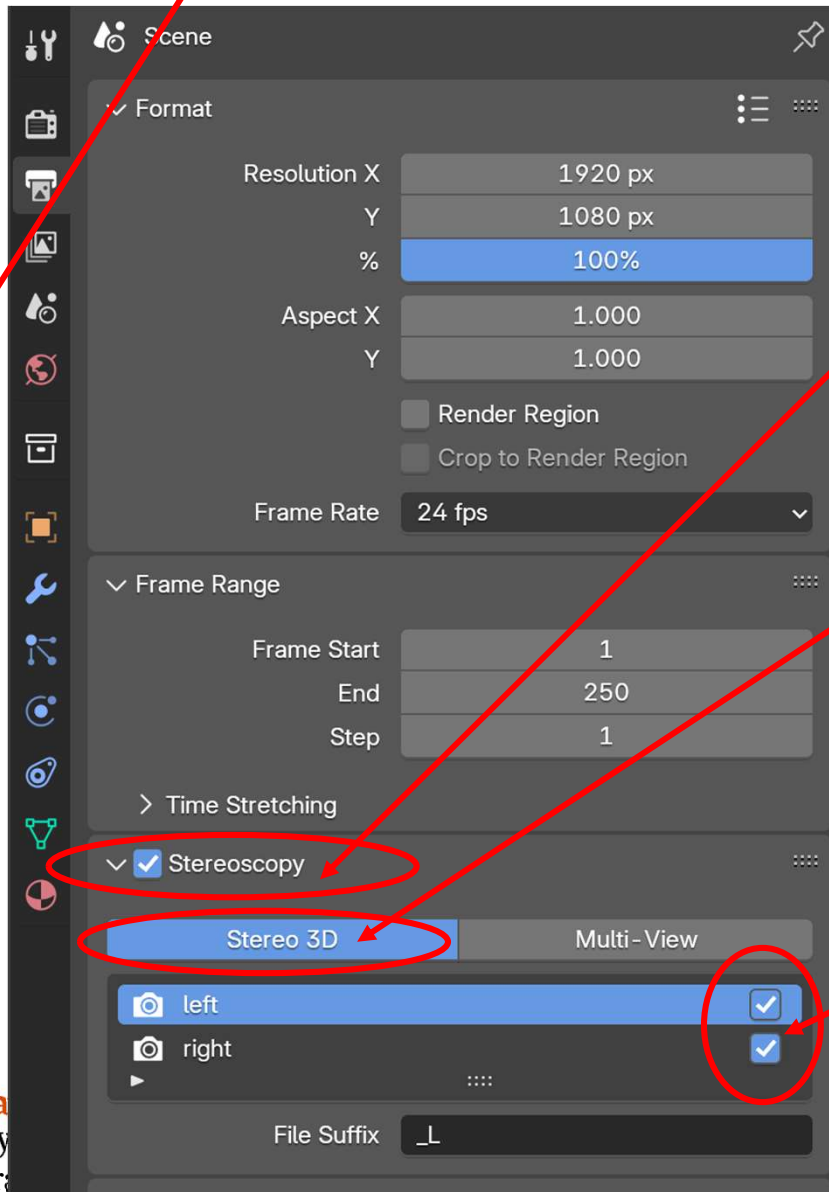 Scene
Format
Resolution X 1920 px
Y 1080 px
% 100%
Aspect X 1.000
Y 1.000
Render Region
Crop to Render Region
Frame Rate 24 fps
Frame Range
Frame Start 1
End 250
Step 1
Time Stretching
Stereoscopy
Stereo 3D Multi-View
left
right
File Suffix _L